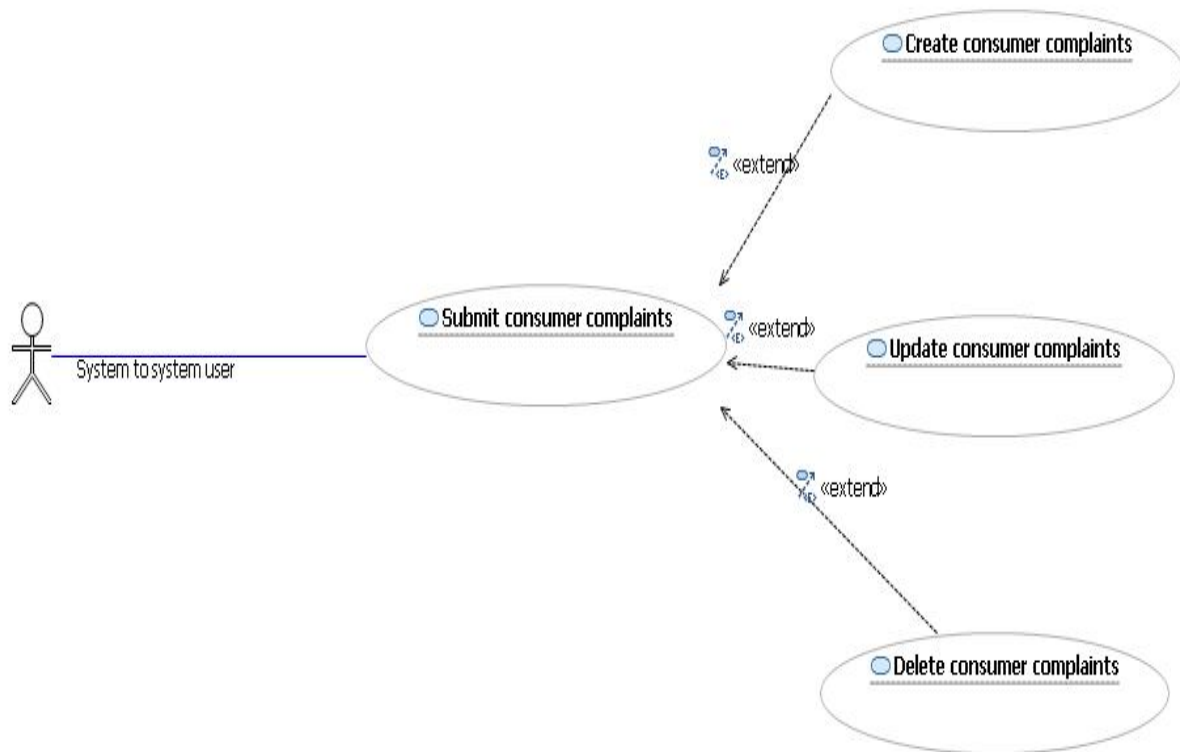 Create consumer complaints
«extend»
Submit consumer complaints
«extend»
Update consumer complaints
System to system user
«extend»
Delete consumer complaints